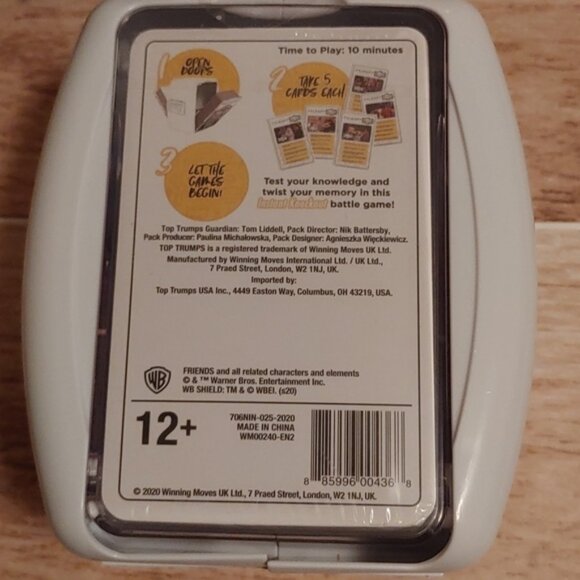 Time to Play: 10 minutes
1 OPEN DOORS
2 TAKE 5 CARDS EACH
3 LET THE GAMES BEGIN!
Test your knowledge and
twist your memory in this
Instant Knockout battle game!
Top Trumps Guardian: Tom Liddell, Pack Director: Nik Battersby,
Pack Producer: Paulina Michałowska, Pack Designer: Agnieszka Więckiewicz.
TOP TRUMPS is a registered trademark of Winning Moves UK Ltd.
Manufactured by Winning Moves International Ltd. / UK Ltd.,
7 Praed Street, London, W2 1NJ, UK.
Imported by:
Top Trumps USA Inc., 4449 Easton Way, Columbus, OH 43219, USA.
WB
FRIENDS and all related characters and elements
© & ™ Warner Bros. Entertainment Inc.
WB SHIELD: TM & © WBEI. (s20)
12+
706NIN-025-2020
MADE IN CHINA
WM00240-EN2
8 85996 00436 8
© 2020 Winning Moves UK Ltd., 7 Praed Street, London, W2 1NJ, UK.